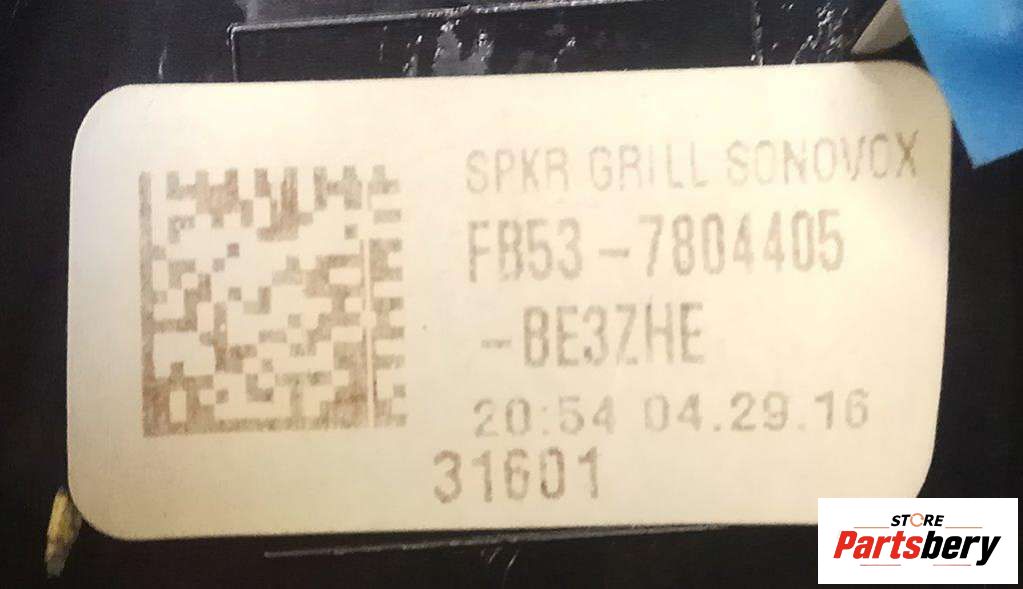 SPKR GRILL SONOVOX
FB53-7804405
-BE3ZHE
20:54 04.29.16
31601
STORE
Partsbery